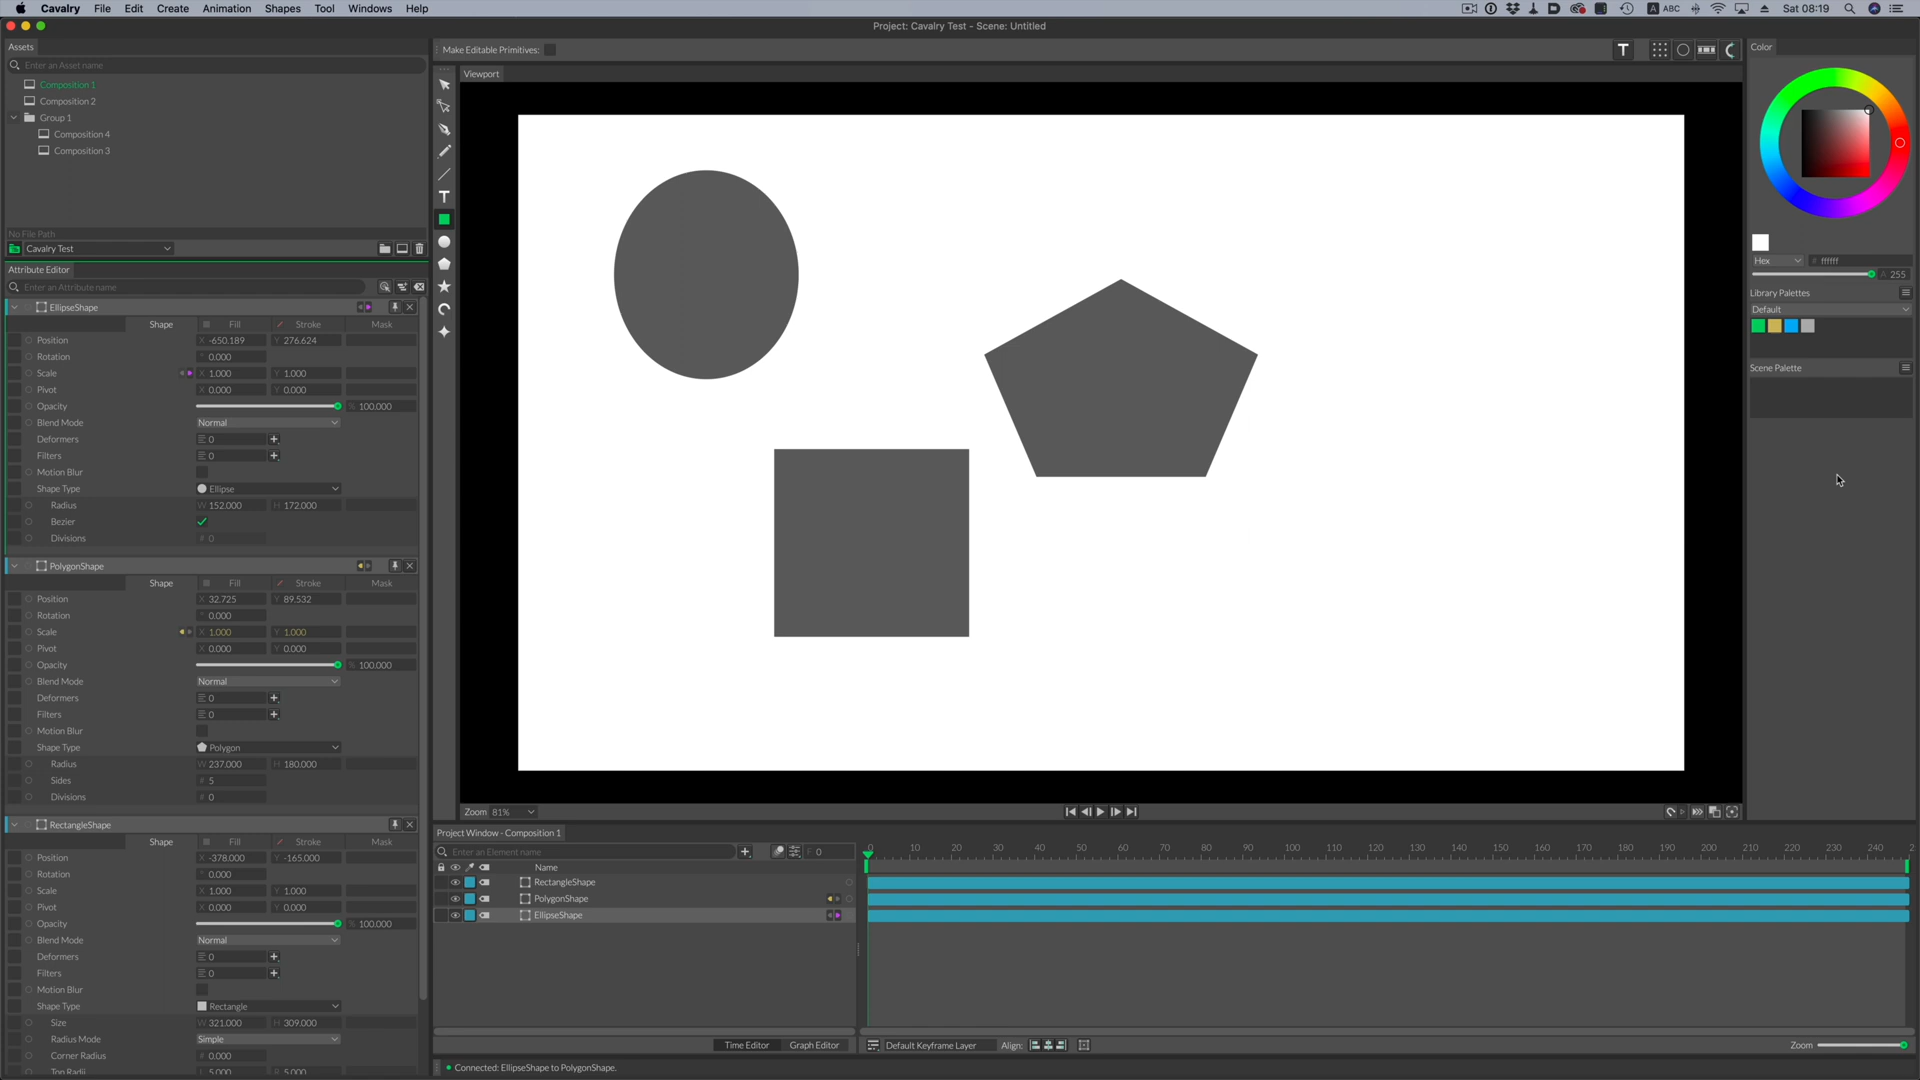 Cavalry File Edit Create Animation Shapes Tool Windows Help
ABC Sat 08:19
Project: Cavalry Test - Scene: Untitled
Assets
Enter an Asset name
Composition 1
Composition 2
Group 1
Composition 4
Composition 3
No File Path
Cavalry Test
Attribute Editor
Enter an Attribute name
EllipseShape
Shape Fill Stroke Mask
Position X -650.189 Y 276.624
Rotation ° 0.000
Scale X 1.000 Y 1.000
Pivot X 0.000 Y 0.000
Opacity % 100.000
Blend Mode Normal
Deformers 0
Filters 0
Motion Blur
Shape Type Ellipse
Radius W 152.000 H 172.000
Bezier
Divisions # 0
PolygonShape
Shape Fill Stroke Mask
Position X 32.725 Y 89.532
Rotation ° 0.000
Scale X 1.000 Y 1.000
Pivot X 0.000 Y 0.000
Opacity % 100.000
Blend Mode Normal
Deformers 0
Filters 0
Motion Blur
Shape Type Polygon
Radius W 237.000 H 180.000
Sides # 5
Divisions # 0
RectangleShape
Shape Fill Stroke Mask
Position X -378.000 Y -165.000
Rotation ° 0.000
Scale X 1.000 Y 1.000
Pivot X 0.000 Y 0.000
Opacity % 100.000
Blend Mode Normal
Deformers 0
Filters 0
Motion Blur
Shape Type Rectangle
Size W 321.000 H 309.000
Radius Mode Simple
Corner Radius # 0.000
Top Radii L 5.000 R 5.000
Make Editable Primitives:
Viewport
Zoom 81%
Project Window - Composition 1
Enter an Element name
F 0
Name
RectangleShape
PolygonShape
EllipseShape
0 10 20 30 40 50 60 70 80 90 100 110 120 130 140 150 160 170 180 190 200 210 220 230 240 2
Time Editor Graph Editor
Default Keyframe Layer Align: Zoom
Connected: EllipseShape to PolygonShape.
Color
Hex # ffffff
A 255
Library Palettes
Default
Scene Palette